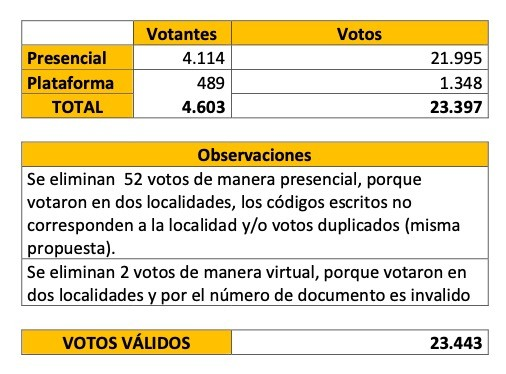 Votantes Votos
Presencial 4.114 21.995
Plataforma 489 1.348
TOTAL 4.603 23.397
Observaciones
Se eliminan 52 votos de manera presencial, porque
votaron en dos localidades, los códigos escritos no
corresponden a la localidad y/o votos duplicados (misma
propuesta).
Se eliminan 2 votos de manera virtual, porque votaron en
dos localidades y por el número de documento es invalido
VOTOS VÁLIDOS 23.443